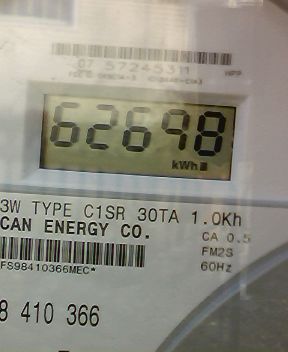 07 57245311
62698
kWh
3W TYPE C1SR 30TA 1.0Kh
CAN ENERGY CO.
CA 0.5
FM2S
FS98410366MEC*
60Hz
8 410 366